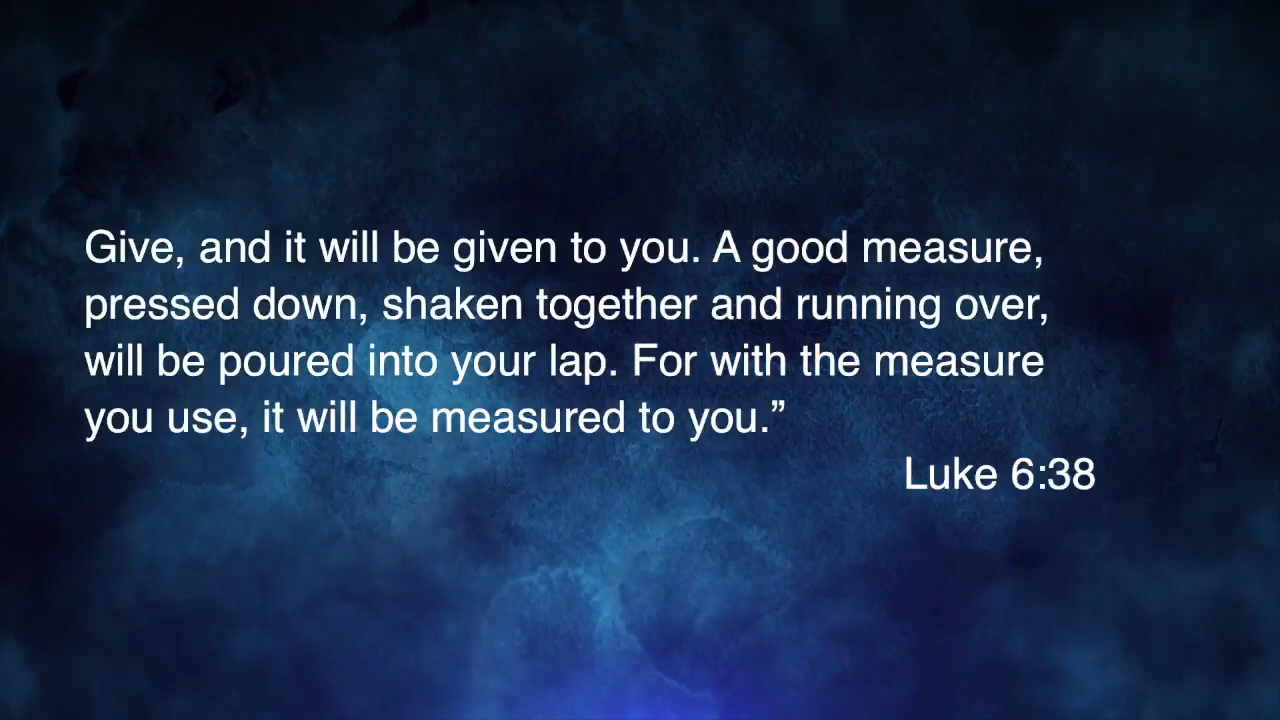 Give, and it will be given to you. A good measure,
pressed down, shaken together and running over,
will be poured into your lap. For with the measure
you use, it will be measured to you.”
Luke 6:38